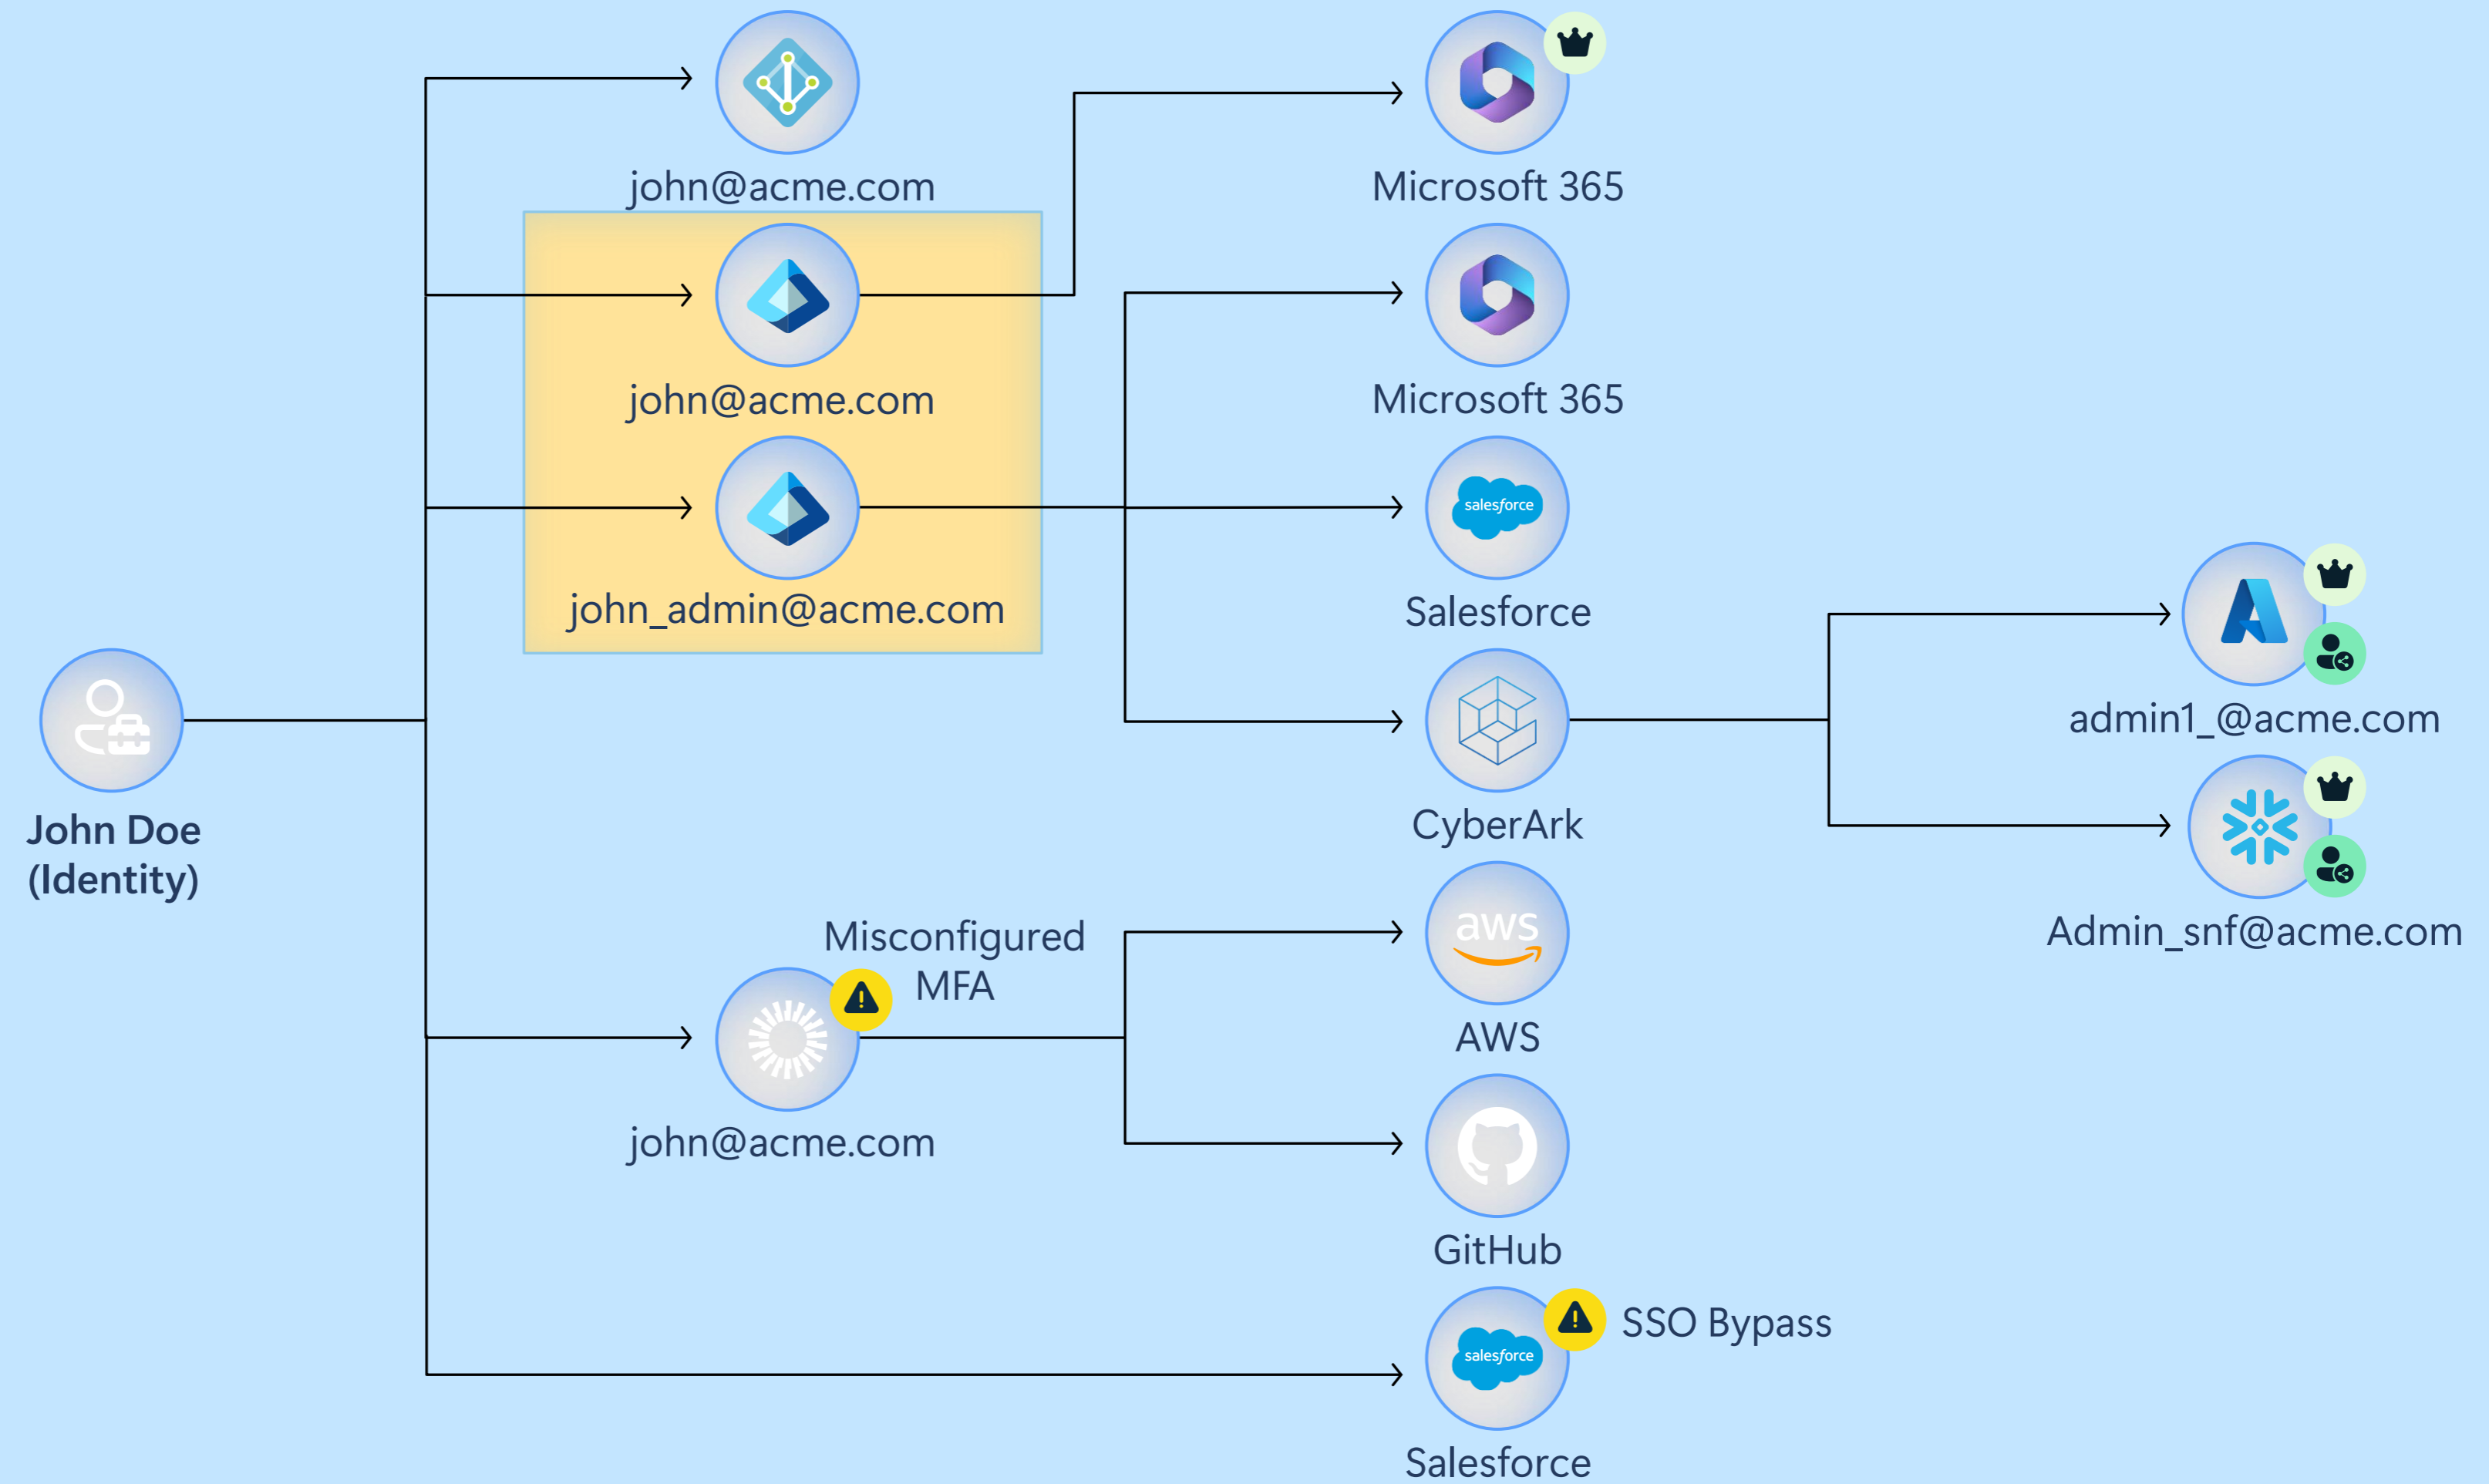 john@acme.com
Microsoft 365
john@acme.com
Microsoft 365
john_admin@acme.com
salesforce
Salesforce
John Doe
(Identity)
CyberArk
admin1_@acme.com
Admin_snf@acme.com
Misconfigured
MFA
john@acme.com
aws
AWS
GitHub
salesforce
SSO Bypass
Salesforce